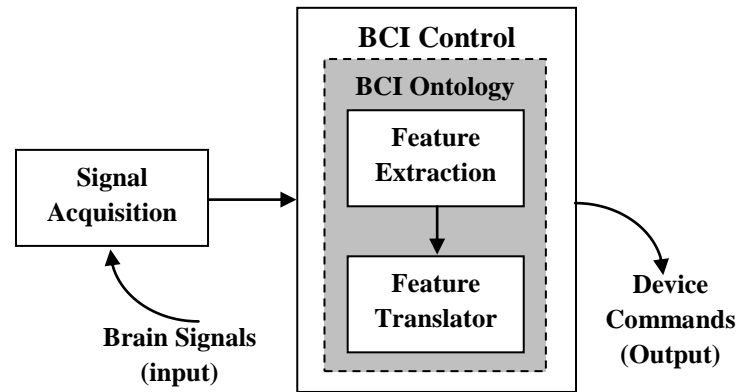 BCI Control
BCI Ontology
Feature
Extraction
Signal
Acquisition
Feature
Translator
Brain Signals
(input)
Device
Commands
(Output)